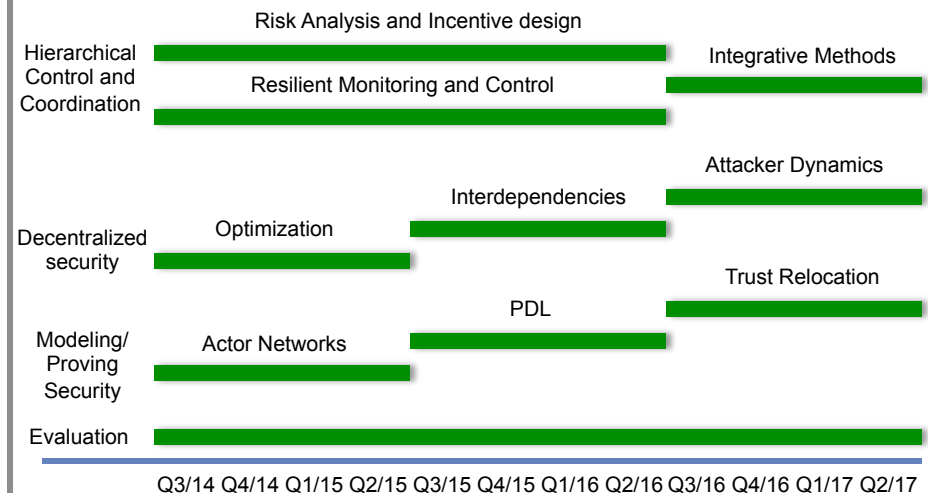 Risk Analysis and Incentive design
Hierarchical
Control and
Coordination
Integrative Methods
Resilient Monitoring and Control
Attacker Dynamics
Interdependencies
Optimization
Decentralized
security
Trust Relocation
PDL
Modeling/
Proving
Security
Actor Networks
Evaluation
Q3/14 Q4/14 Q1/15 Q2/15 Q3/15 Q4/15 Q1/16 Q2/16 Q3/16 Q4/16 Q1/17 Q2/17